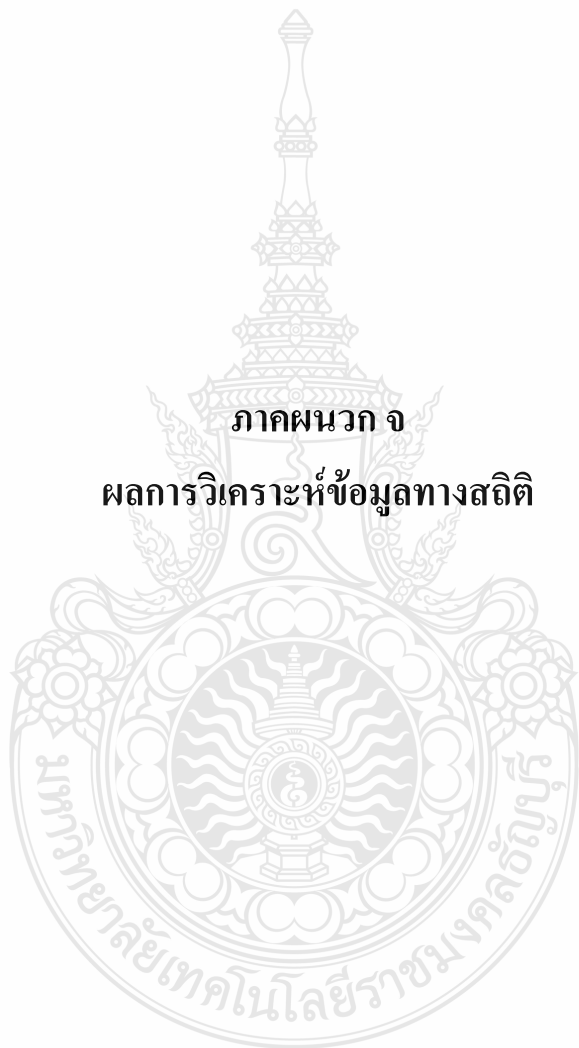 ภาคผนวก จ
ผลการวิเคราะห์ข้อมูลทางสถิติ
มหาวิทยาลัยเทคโนโลยีราชมงคลธัญบุรี